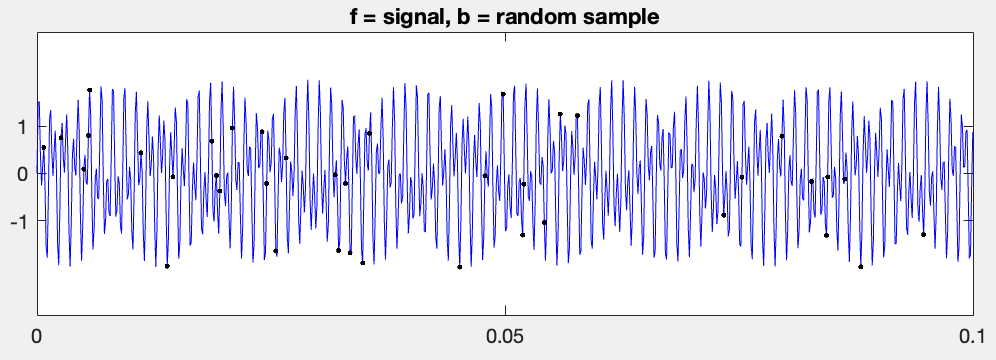 f = signal, b = random sample
1
0
-1
0 0.05 0.1